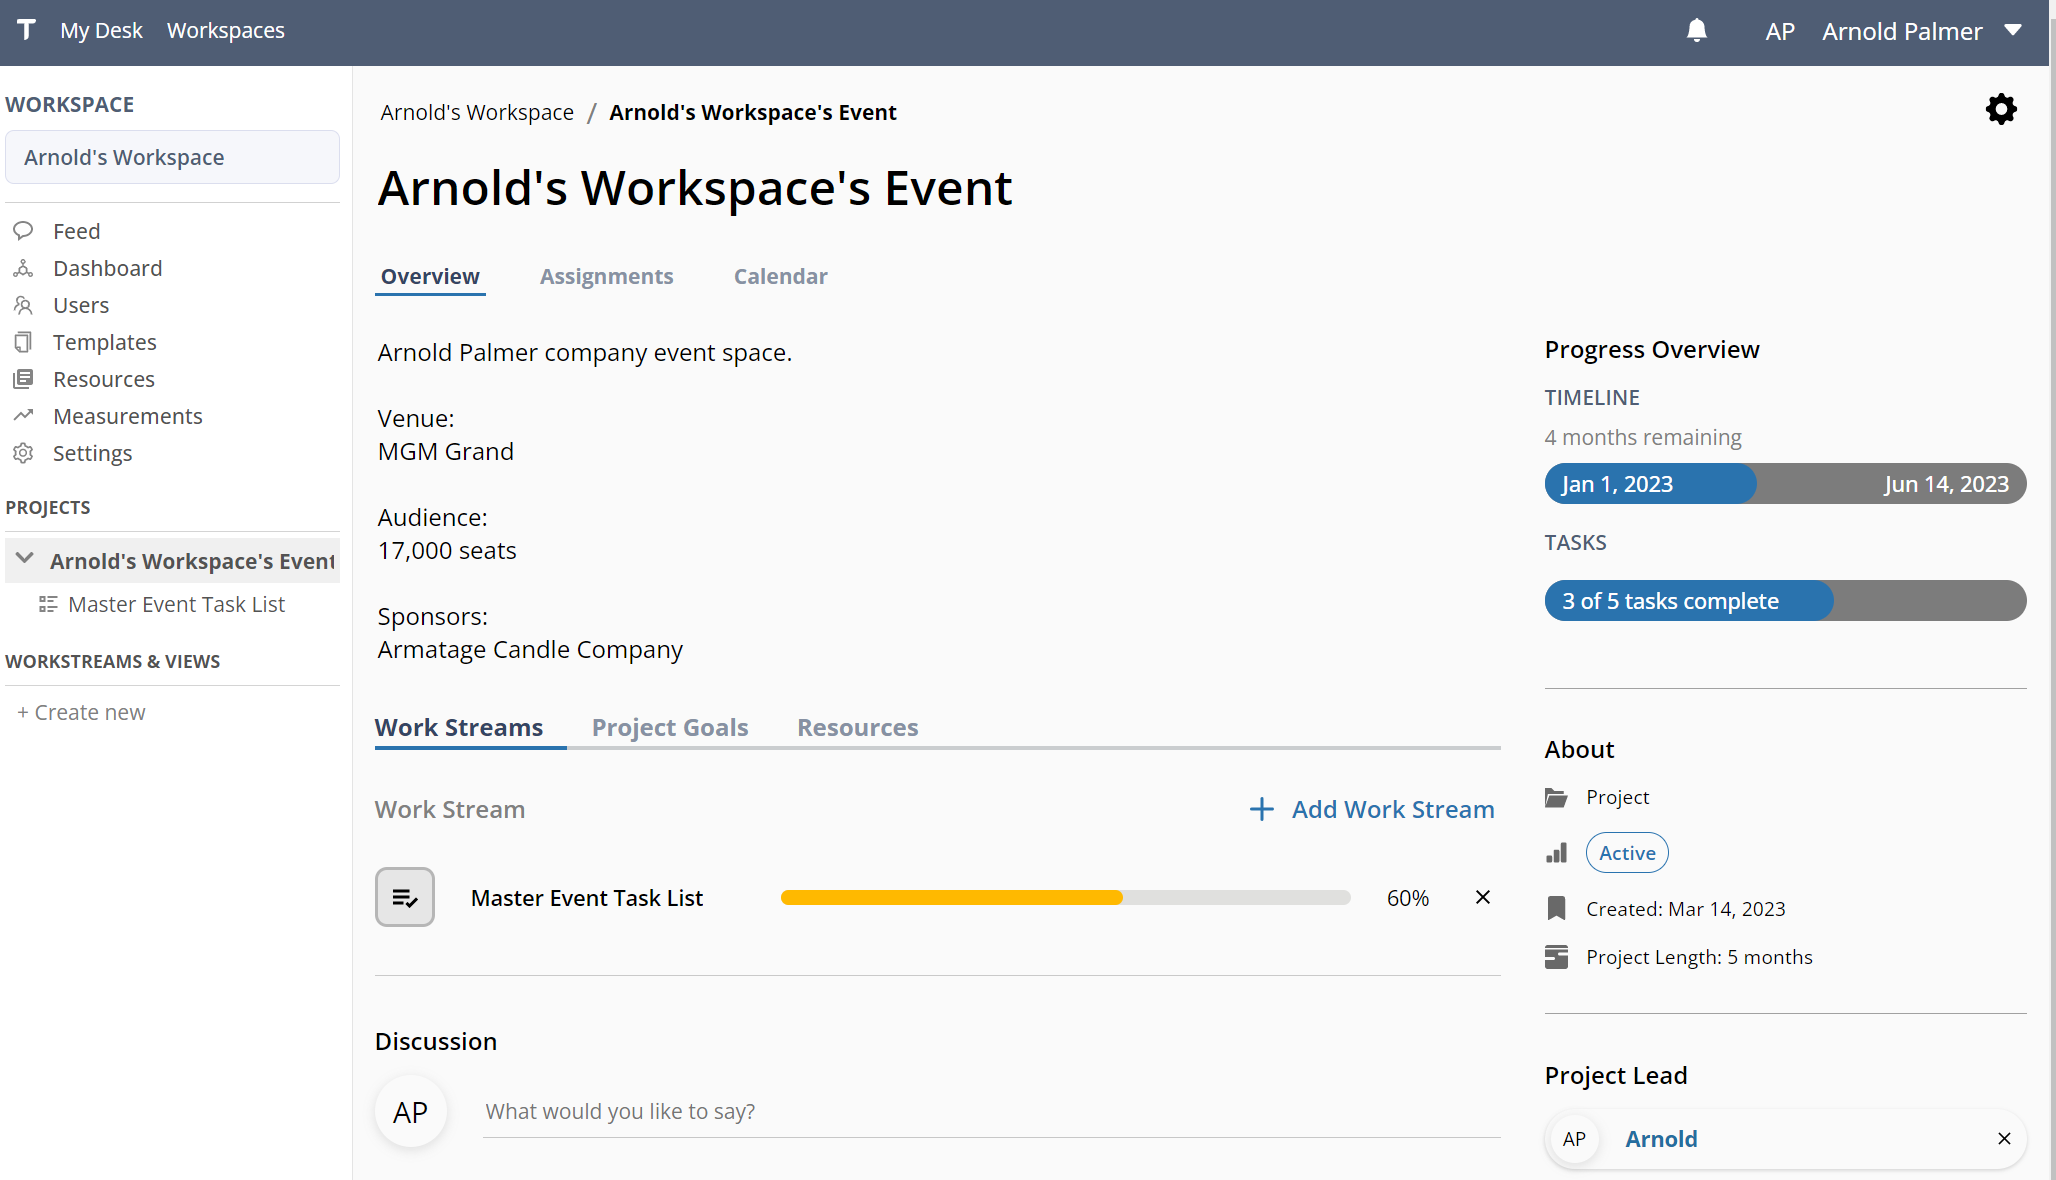 T My Desk Workspaces AP Arnold Palmer
WORKSPACE
Arnold's Workspace
Feed
Dashboard
Users
Templates
Resources
Measurements
Settings
PROJECTS
Arnold's Workspace's Event
Master Event Task List
WORKSTREAMS & VIEWS
+ Create new
Arnold's Workspace / Arnold's Workspace's Event
Arnold's Workspace's Event
Overview Assignments Calendar
Arnold Palmer company event space.
Venue:
MGM Grand
Audience:
17,000 seats
Sponsors:
Armatage Candle Company
Work Streams Project Goals Resources
Work Stream + Add Work Stream
Master Event Task List 60% ×
Discussion
AP What would you like to say?
Progress Overview
TIMELINE
4 months remaining
Jan 1, 2023 Jun 14, 2023
TASKS
3 of 5 tasks complete
About
Project
Active
Created: Mar 14, 2023
Project Length: 5 months
Project Lead
AP Arnold ×